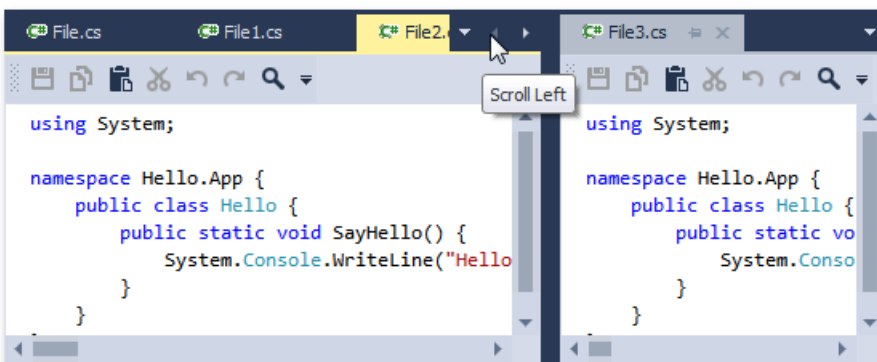 File.cs File1.cs File2. File3.cs
Scroll Left
using System;
namespace Hello.App {
    public class Hello {
        public static void SayHello() {
            System.Console.WriteLine("Hello
        }
    }
using System;
namespace Hello.App {
    public class Hello {
        public static vo
            System.Conso
        }
    }